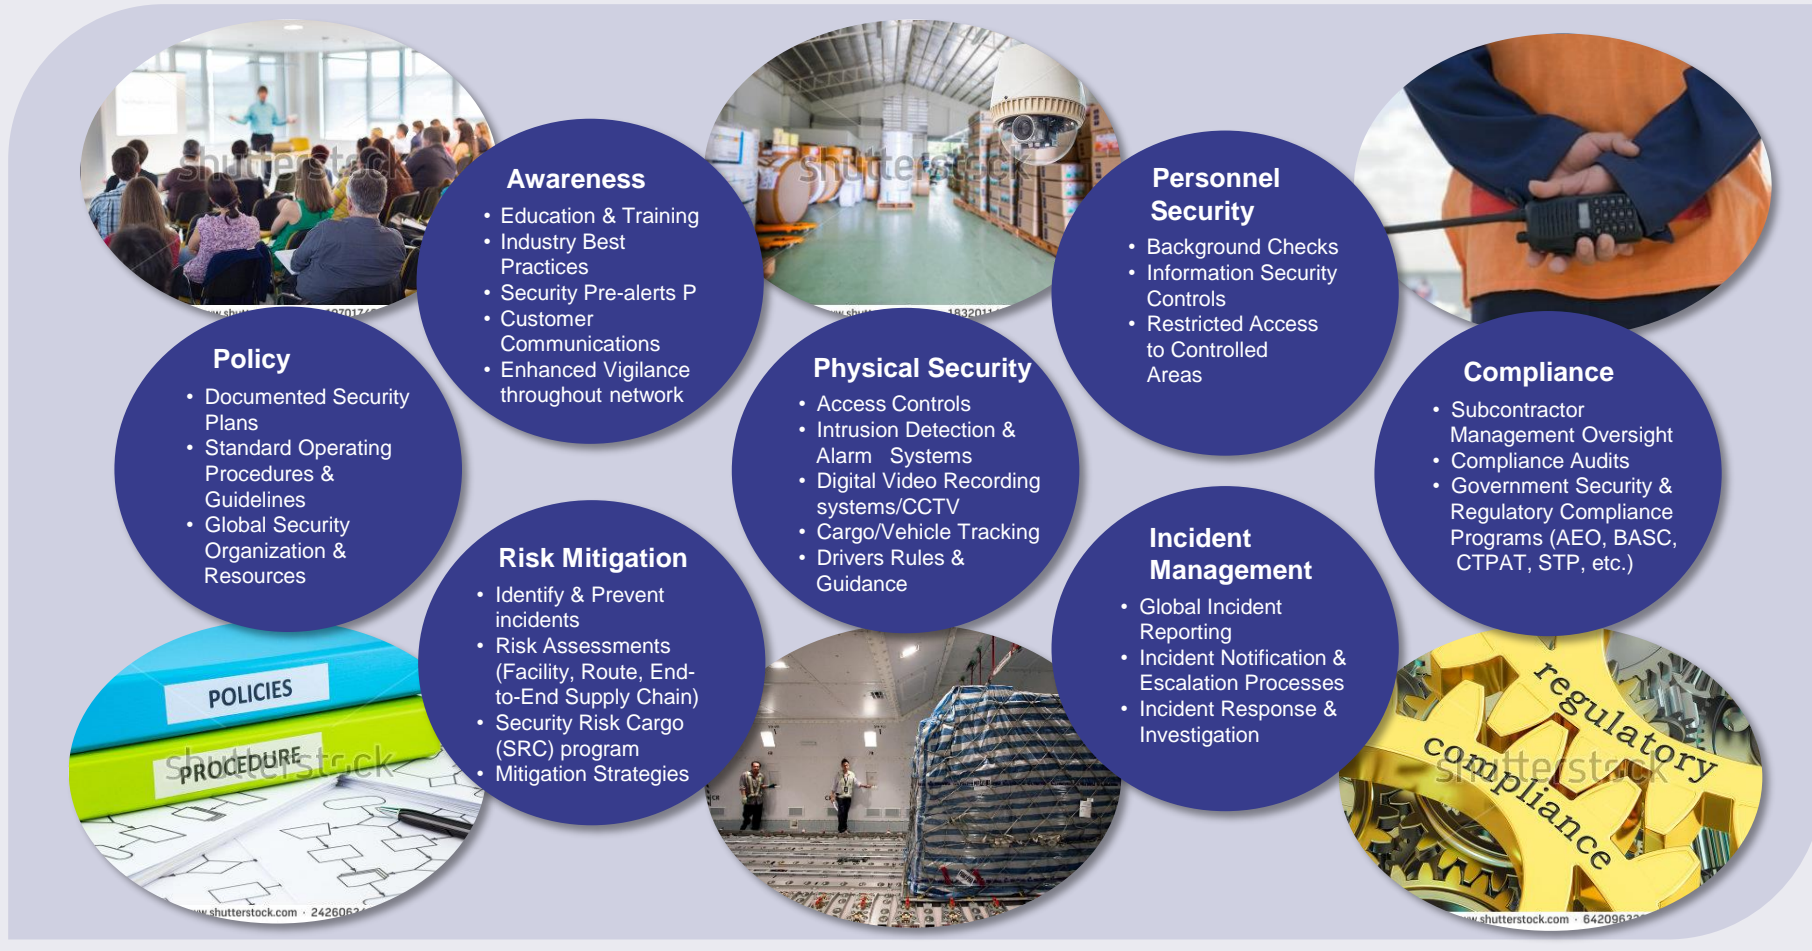 Awareness
• Education & Training
• Industry Best
Practices
• Security Pre-alerts P
• Customer
Communications
• Enhanced Vigilance
throughout network
Personnel
Security
• Background Checks
• Information Security
Controls
• Restricted Access
to Controlled
Areas
Policy
• Documented Security
Plans
• Standard Operating
Procedures &
Guidelines
• Global Security
Organization &
Resources
Physical Security
• Access Controls
• Intrusion Detection &
Alarm Systems
• Digital Video Recording
systems/CCTV
• Cargo/Vehicle Tracking
• Drivers Rules &
Guidance
Compliance
• Subcontractor
Management Oversight
• Compliance Audits
• Government Security &
Regulatory Compliance
Programs (AEO, BASC,
CTPAT, STP, etc.)
Risk Mitigation
• Identify & Prevent
incidents
• Risk Assessments
(Facility, Route, End-
to-End Supply Chain)
• Security Risk Cargo
(SRC) program
• Mitigation Strategies
Incident
Management
• Global Incident
Reporting
• Incident Notification &
Escalation Processes
• Incident Response &
Investigation
POLICIES
PROCEDURE
regulatory
compliance
shutterstock
shutterstock
shutterstock
shutterstock
www.shutterstock.com
www.shutterstock.com